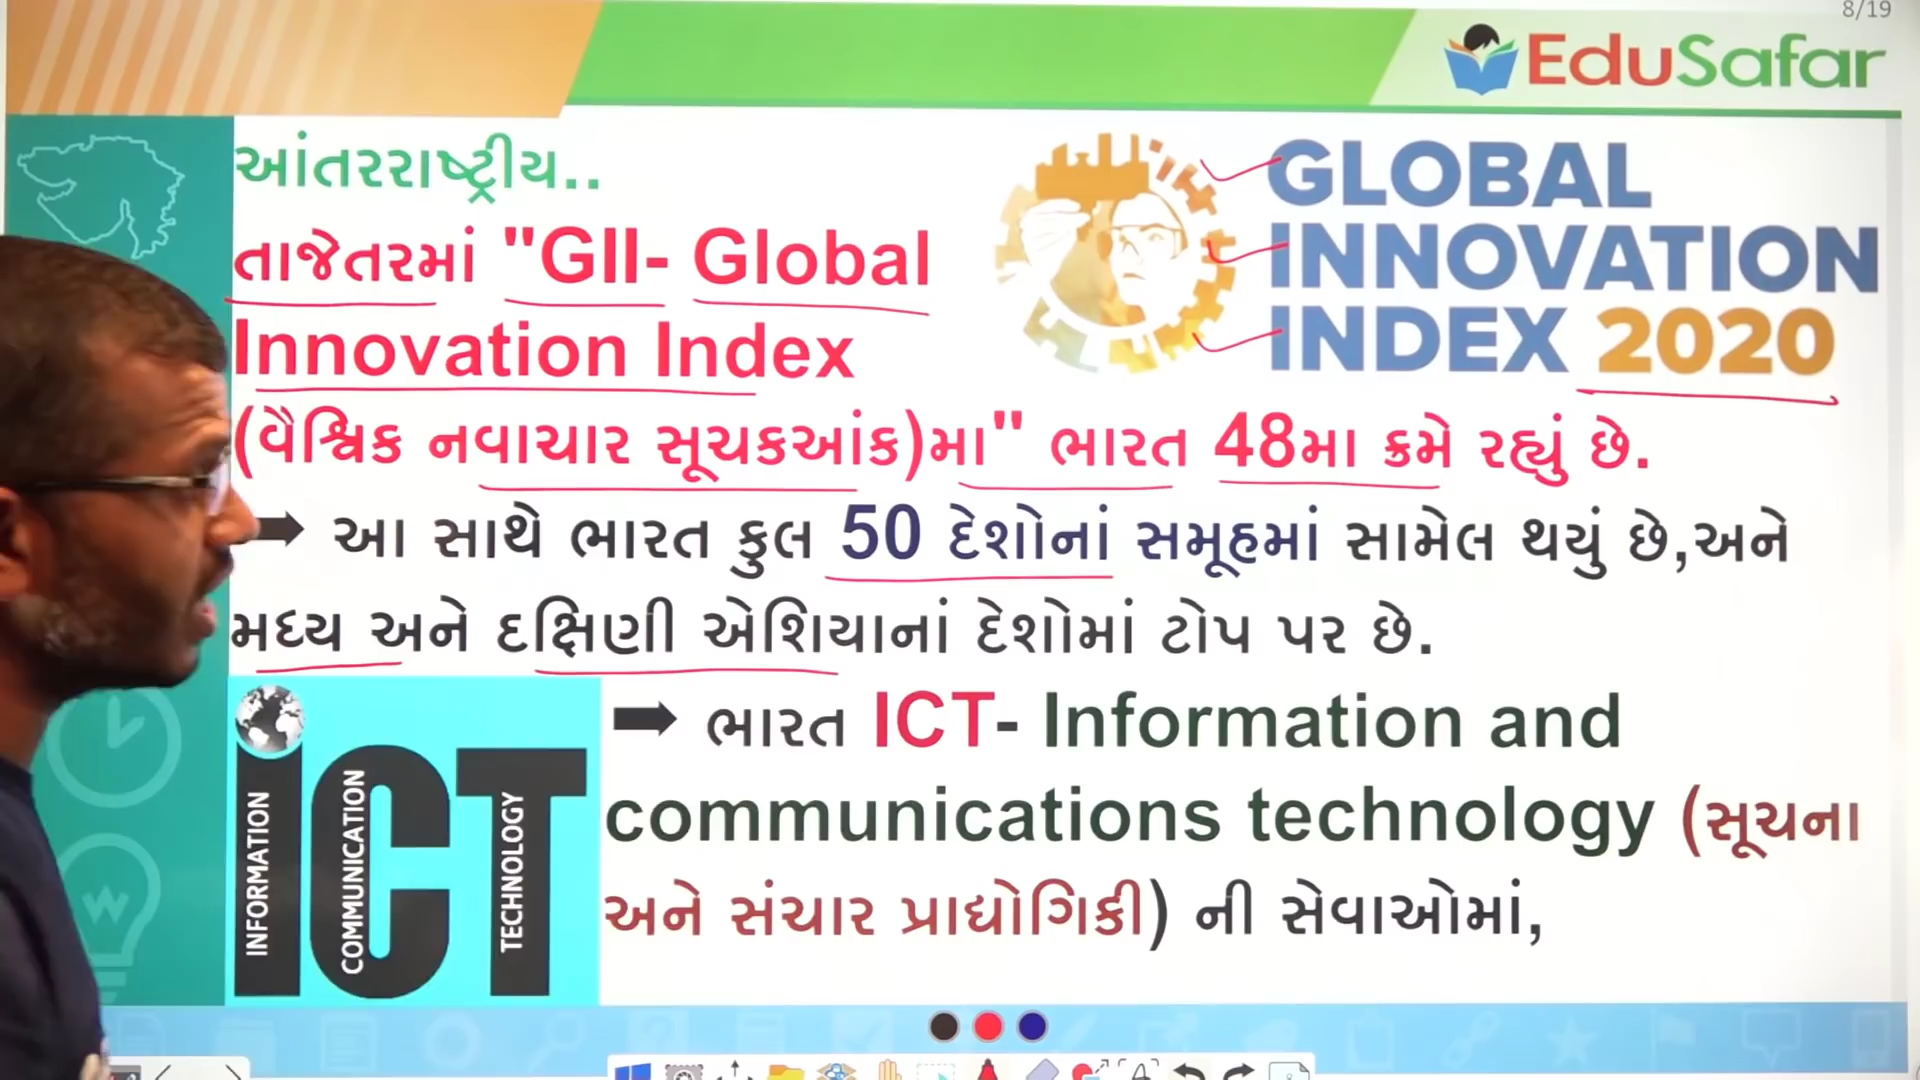 8/19
EduSafar
આંતરરાષ્ટ્રીય..
GLOBAL
INNOVATION
INDEX 2020
તાજેતરમાં "GII- Global
Innovation Index
(વૈશ્વિક નવાચાર સૂચકઆંક)મા" ભારત 48મા ક્રમે રહ્યું છે.
➡ આ સાથે ભારત કુલ 50 દેશોનાં સમૂહમાં સામેલ થયું છે,અને
મધ્ય અને દક્ષિણી એશિયાનાં દેશોમાં ટોપ પર છે.
iCT
INFORMATION
COMMUNICATION
TECHNOLOGY
➡ ભારત ICT- Information and
communications technology (સૂચના
અને સંચાર પ્રાદ્યોગિકી) ની સેવાઓમાં,